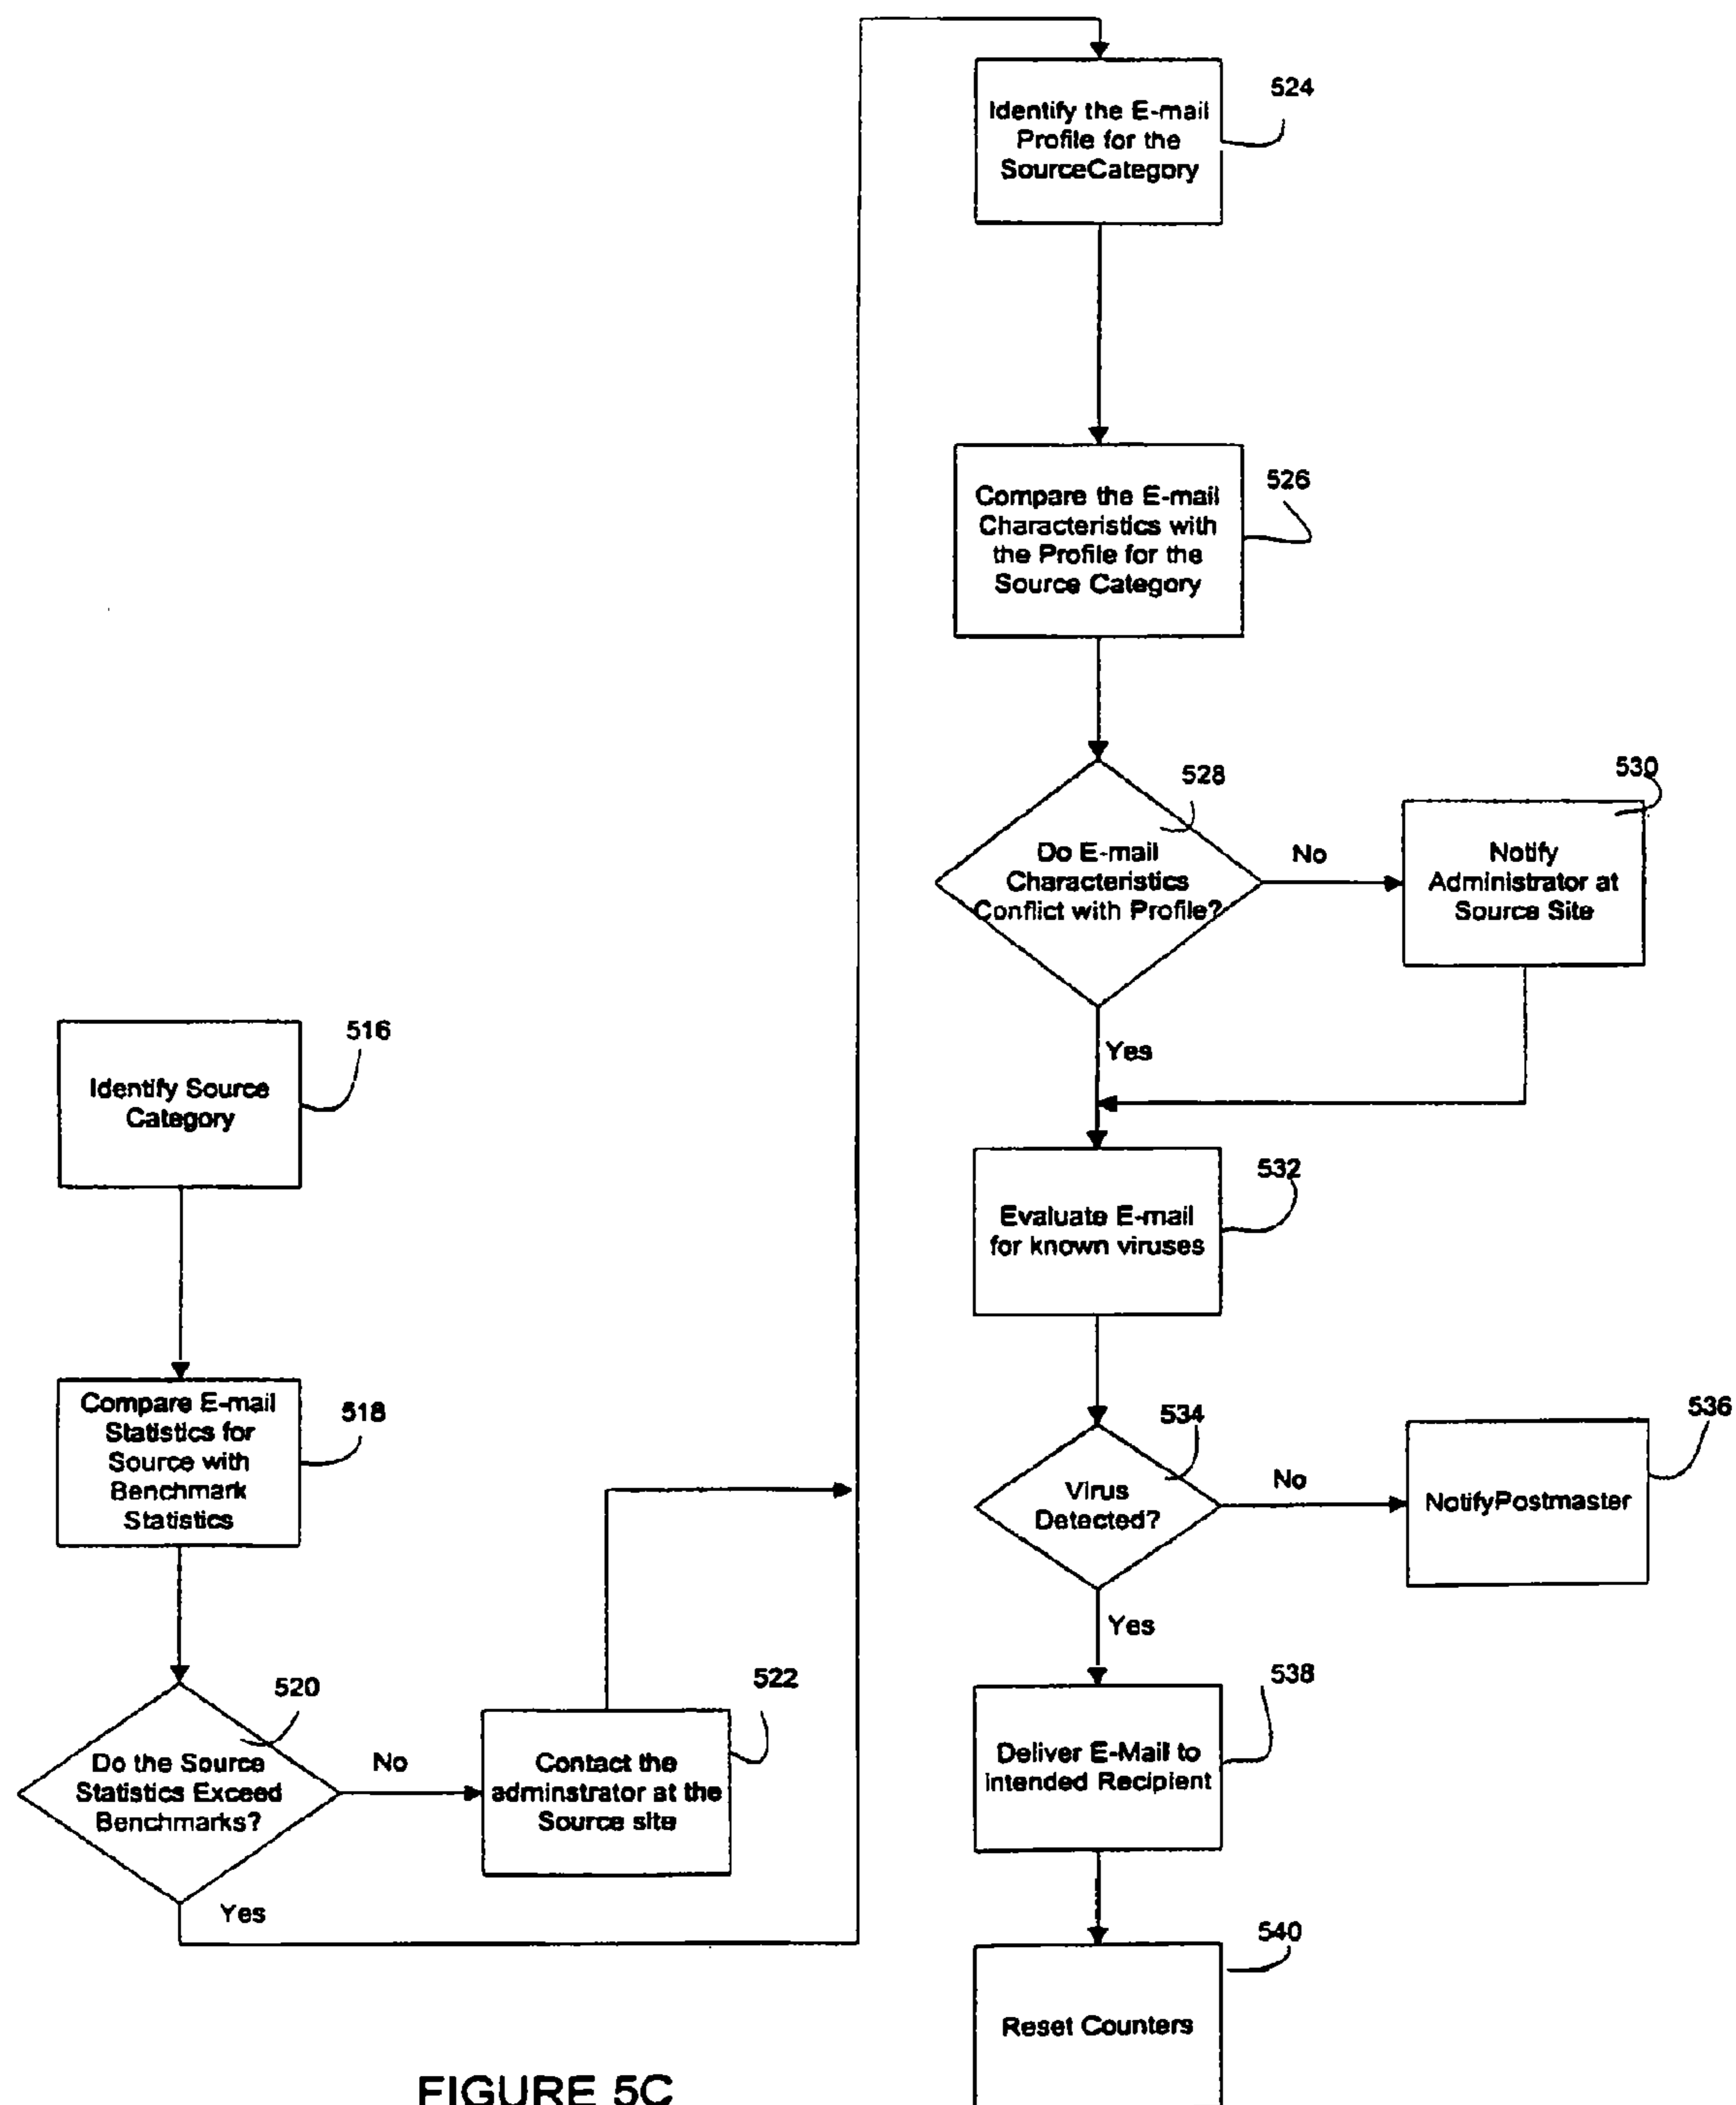 524
Identify the E-mail
Profile for the
SourceCategory
526
Compare the E-mail
Characteristics with
the Profile for the
Source Category
528
Do E-mail
Characteristics
Conflict with Profile?
No
530
Notify
Administrator at
Source Site
Yes
516
Identify Source
Category
532
Evaluate E-mail
for known viruses
518
Compare E-mail
Statistics for
Source with
Benchmark
Statistics
534
Virus
Detected?
No
536
NotifyPostmaster
Yes
520
Do the Source
Statistics Exceed
Benchmarks?
No
522
Contact the
adminstrator at the
Source site
Yes
538
Deliver E-Mail to
intended Recipient
540
Reset Counters
FIGURE 5C